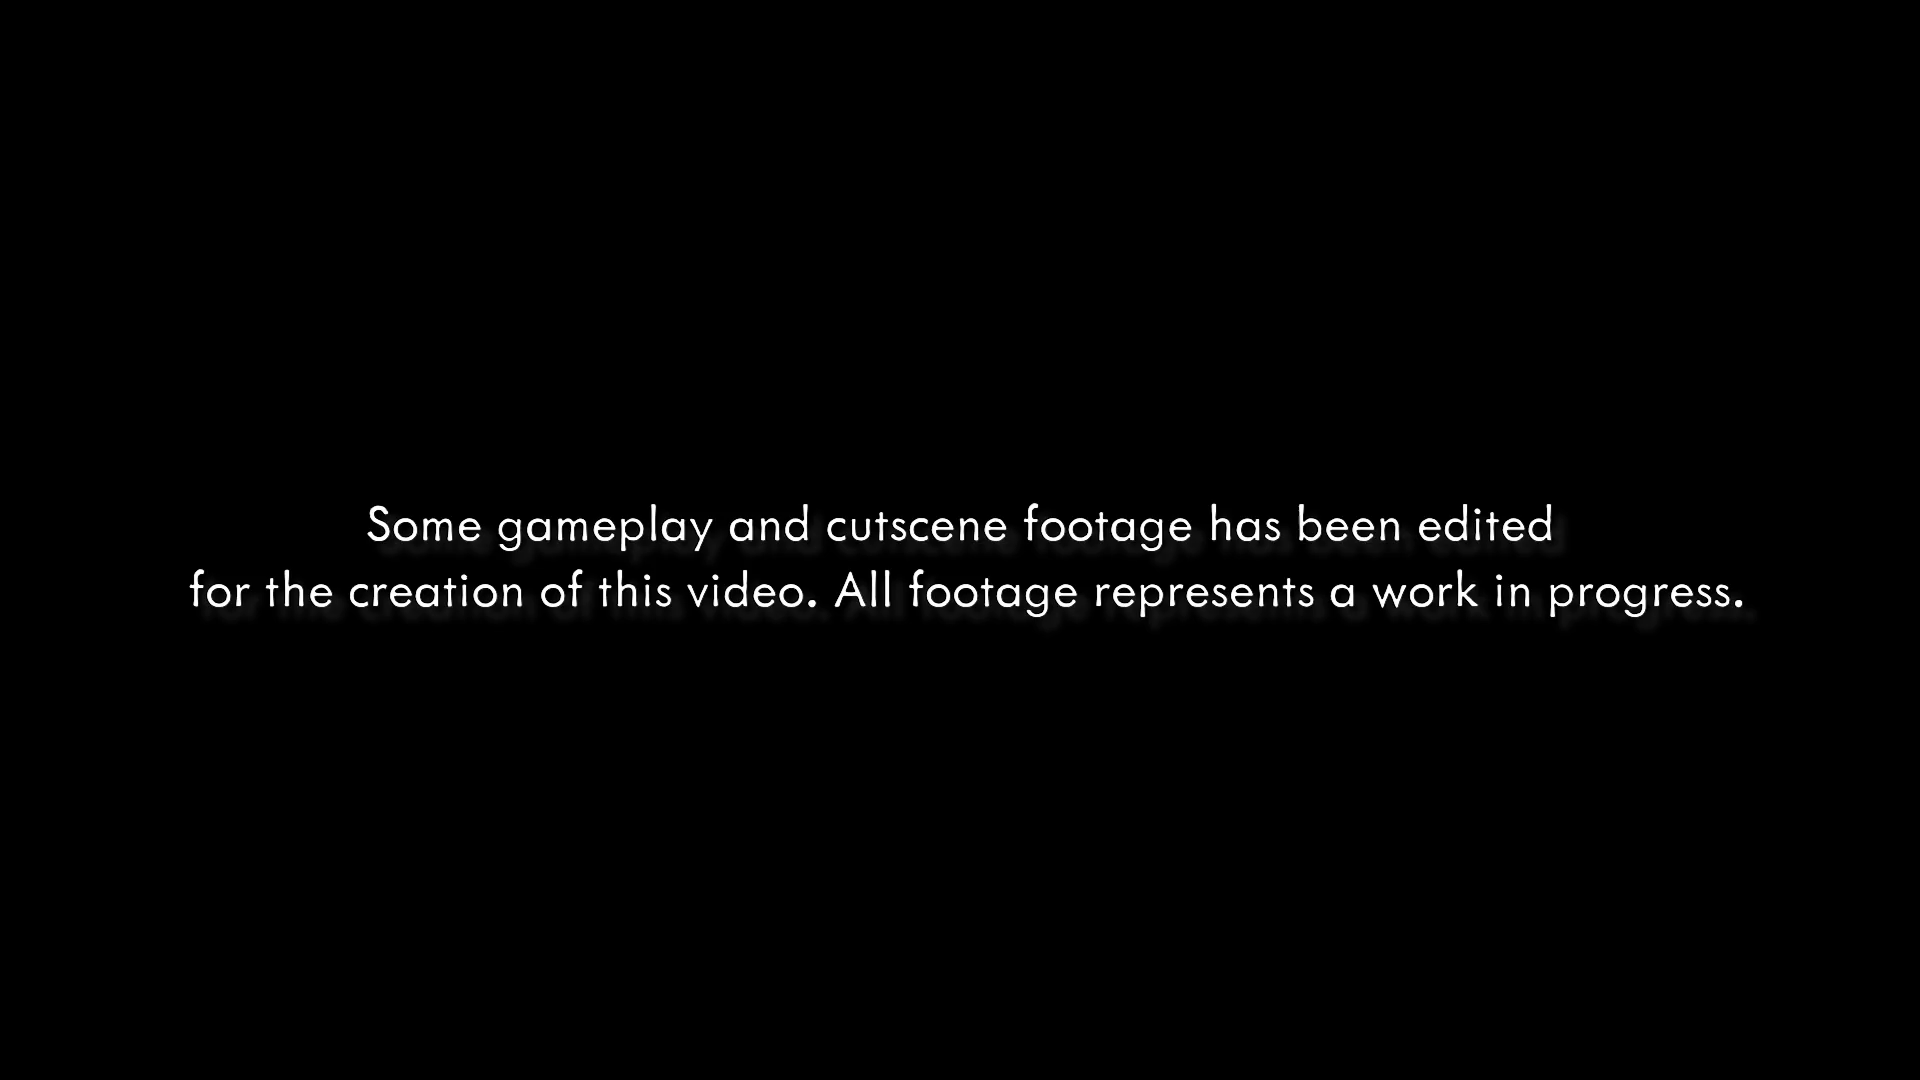 Some gameplay and cutscene footage has been edited
for the creation of this video. All footage represents a work in progress.